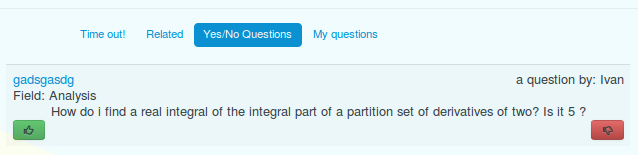 Time out! Related Yes/No Questions My questions
gadsgasdg a question by: Ivan
Field: Analysis
How do i find a real integral of the integral part of a partition set of derivatives of two? Is it 5 ?